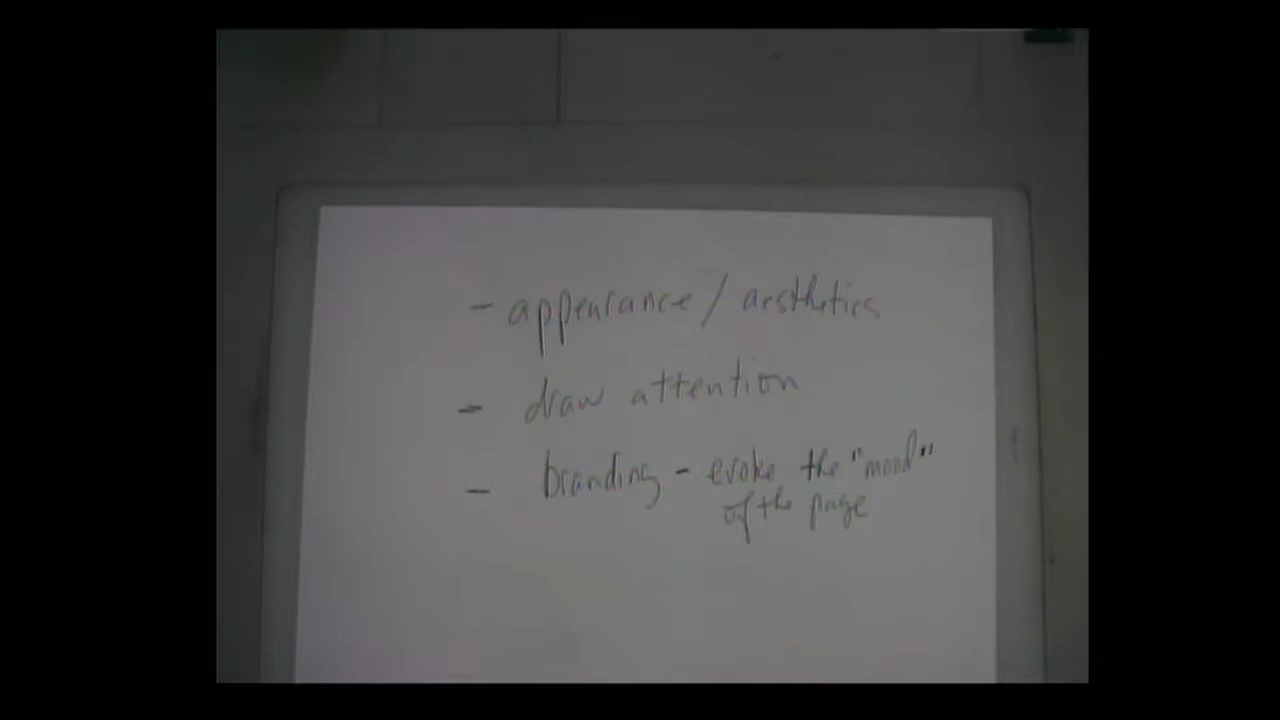 - appearance / aesthetics
- draw attention
- branding - evoke the "mood"
of the page